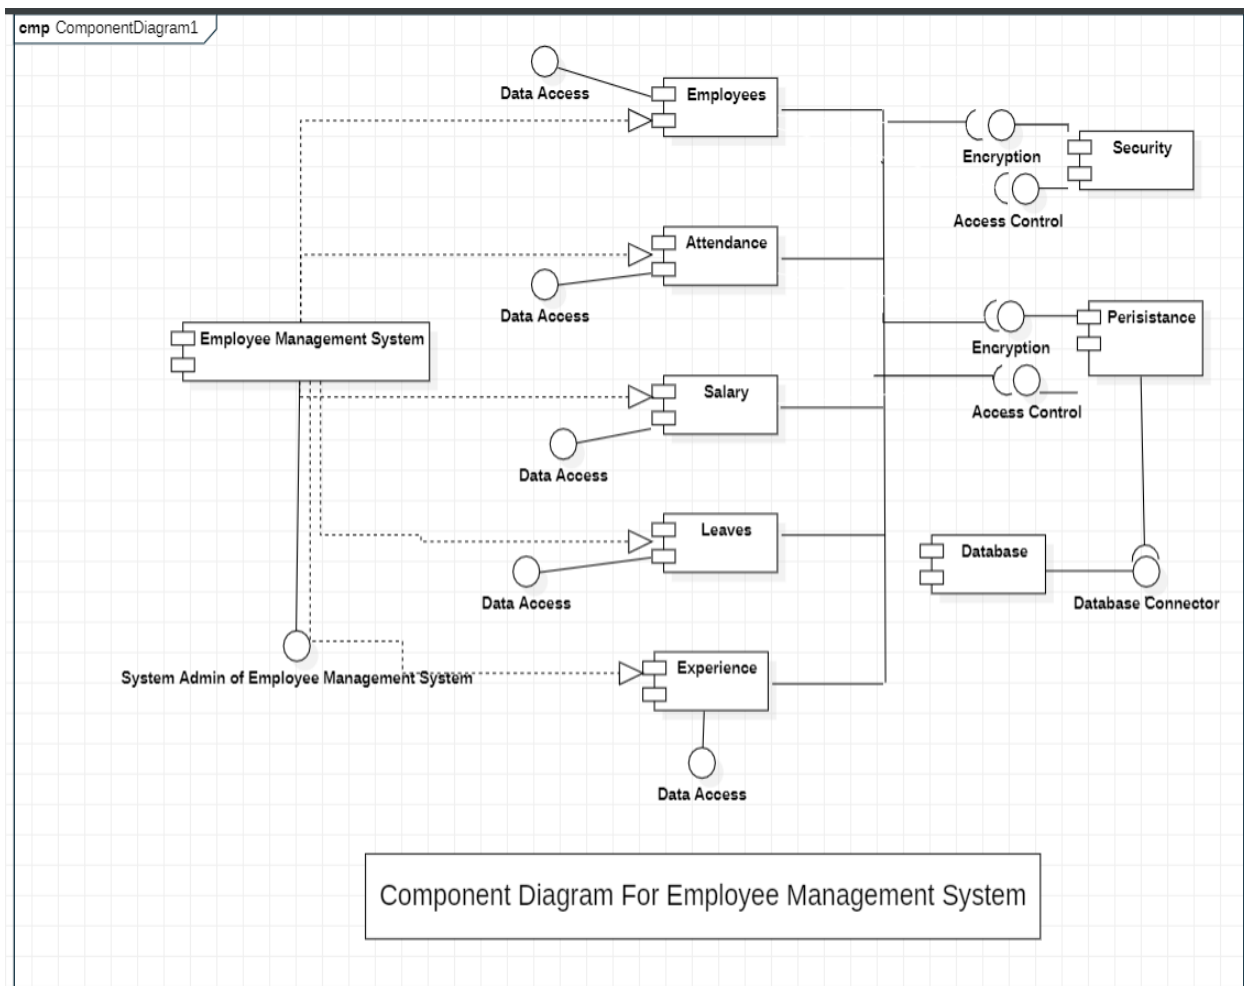 cmp ComponentDiagram1
Data Access
Employees
Encryption
Security
Access Control
Attendance
Data Access
Employee Management System
Perisistance
Encryption
Access Control
Salary
Data Access
Leaves
Database
Data Access
Database Connector
System Admin of Employee Management System
Experience
Data Access
Component Diagram For Employee Management System